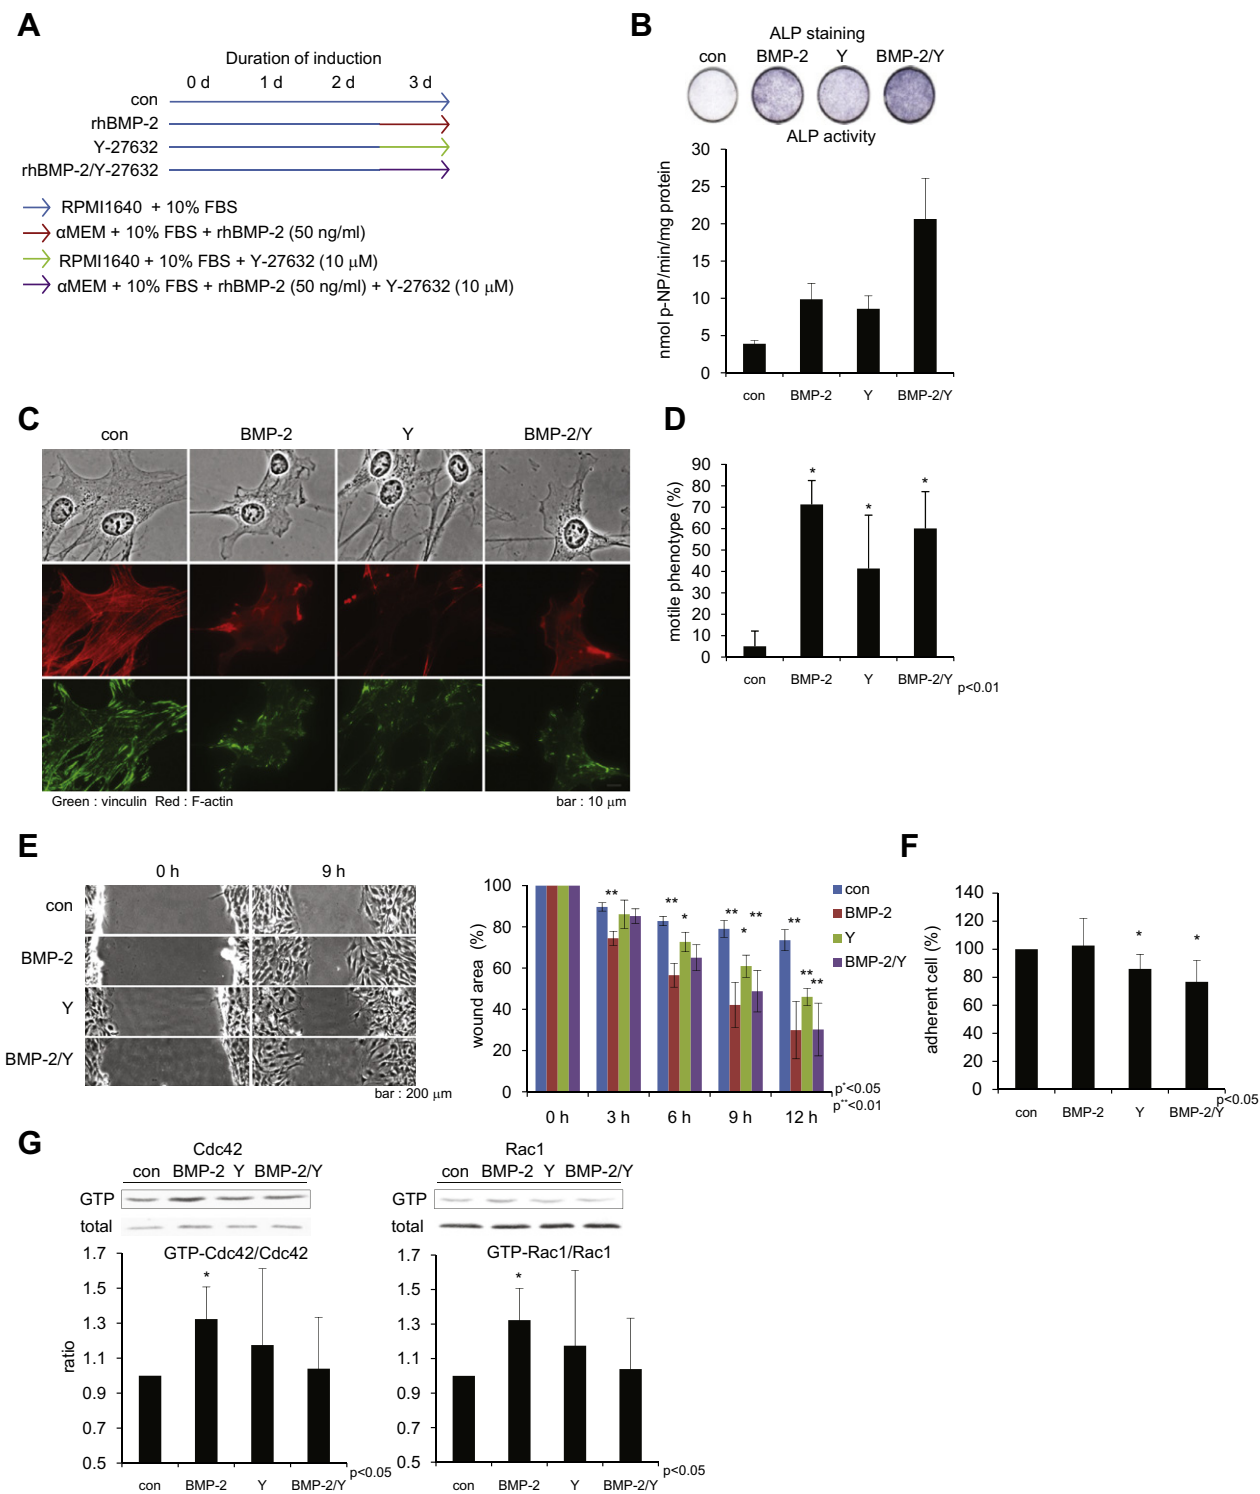 A
Duration of induction
0 d 1 d 2 d 3 d
con
rhBMP-2
Y-27632
rhBMP-2/Y-27632
RPMI1640 + 10% FBS
αMEM + 10% FBS + rhBMP-2 (50 ng/ml)
RPMI1640 + 10% FBS + Y-27632 (10 μM)
αMEM + 10% FBS + rhBMP-2 (50 ng/ml) + Y-27632 (10 μM)
B
ALP staining
con BMP-2 Y BMP-2/Y
ALP activity
nmol p-NP/min/mg protein
30
25
20
15
10
5
0
con BMP-2 Y BMP-2/Y
C
con BMP-2 Y BMP-2/Y
Green : vinculin Red : F-actin
bar : 10 μm
D
motile phenotype (%)
90
80
70
60
50
40
30
20
10
0
* * *
con BMP-2 Y BMP-2/Y
p<0.01
E
0 h 9 h
con
BMP-2
Y
BMP-2/Y
bar : 200 μm
wound area (%)
100
80
60
40
20
0
** ** * ** * ** ** ** **
0 h 3 h 6 h 9 h 12 h
con
BMP-2
Y
BMP-2/Y
p*<0.05
p**<0.01
F
adherent cell (%)
140
120
100
80
60
40
20
0
* *
con BMP-2 Y BMP-2/Y
p<0.05
G
Cdc42
con BMP-2 Y BMP-2/Y
GTP
total
GTP-Cdc42/Cdc42
ratio
1.7
1.5
1.3
1.1
0.9
0.7
0.5
*
con BMP-2 Y BMP-2/Y
p<0.05
Rac1
con BMP-2 Y BMP-2/Y
GTP
total
GTP-Rac1/Rac1
1.7
1.5
1.3
1.1
0.9
0.7
0.5
*
con BMP-2 Y BMP-2/Y
p<0.05